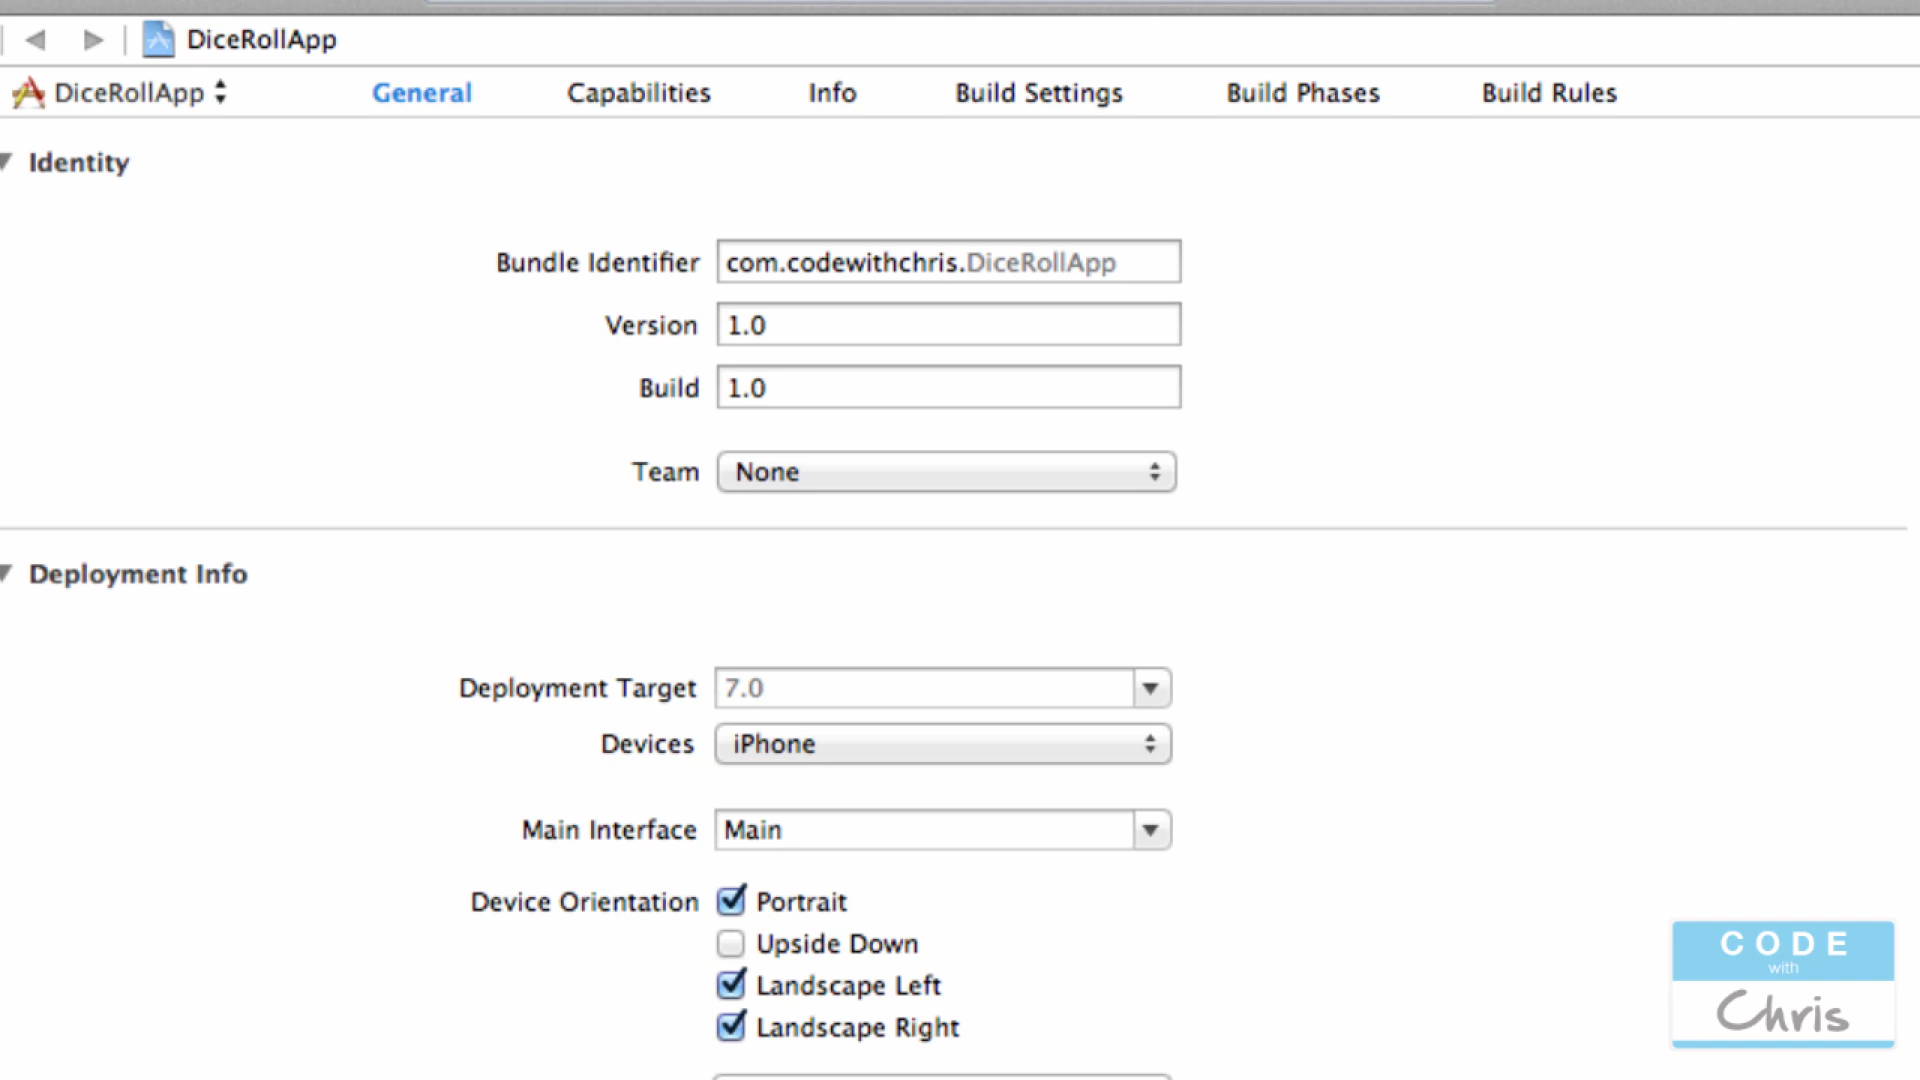 DiceRollApp
DiceRollApp General Capabilities Info Build Settings Build Phases Build Rules
Identity
Bundle Identifier com.codewithchris.DiceRollApp
Version 1.0
Build 1.0
Team None
Deployment Info
Deployment Target 7.0
Devices iPhone
Main Interface Main
Device Orientation Portrait
Upside Down
Landscape Left
Landscape Right
CODE
with
Chris